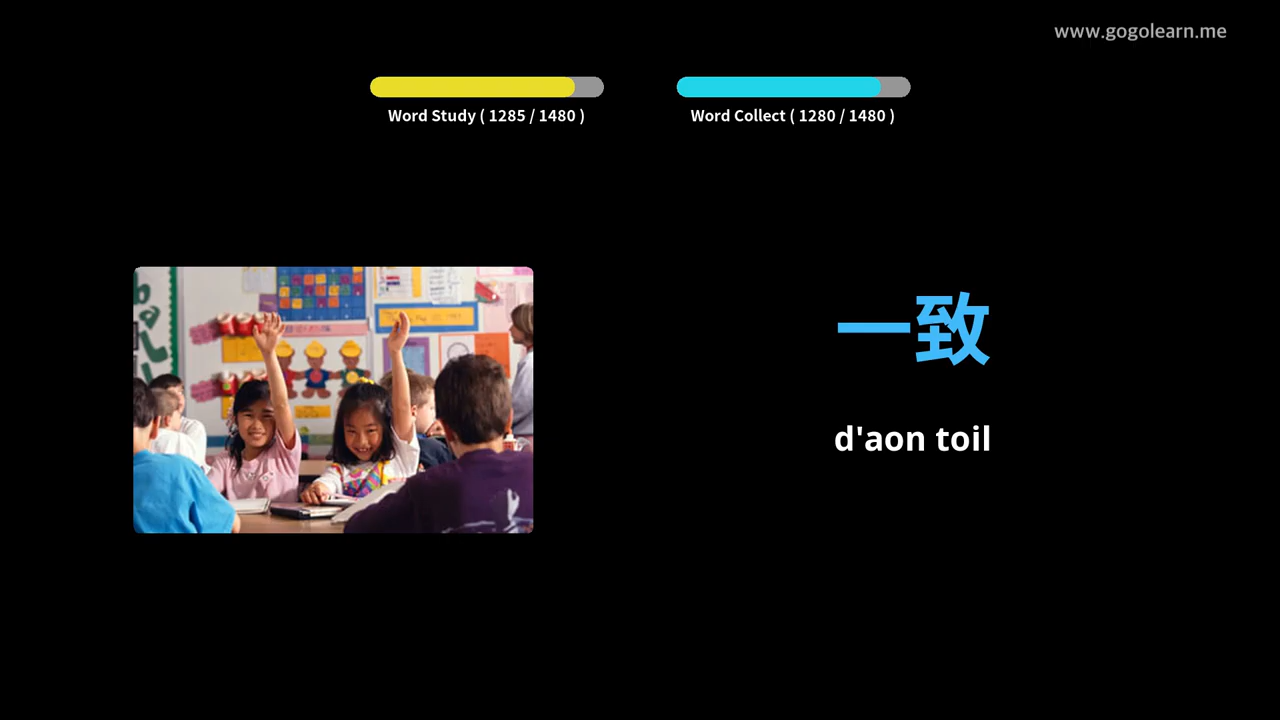 www.gogolearn.me
Word Study ( 1285 / 1480 )
Word Collect ( 1280 / 1480 )
一致
d'aon toil